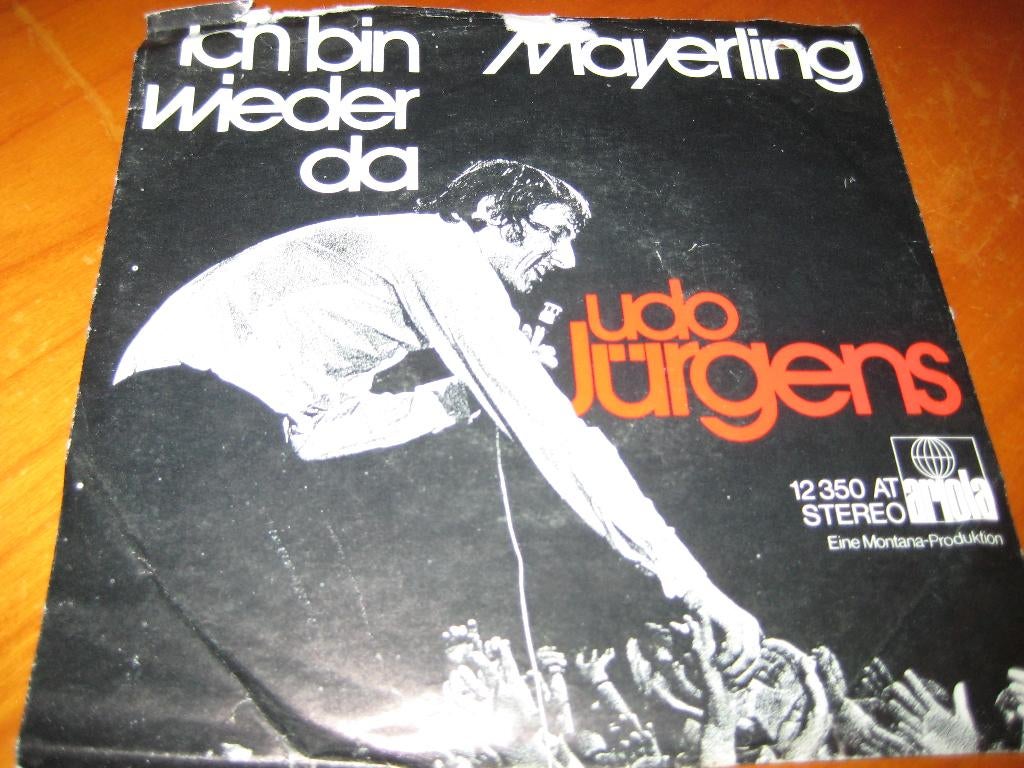 ich bin
wieder
da
Mayerling
udo
Jürgens
12 350 AT
STEREO
ariola
Eine Montana-Produktion